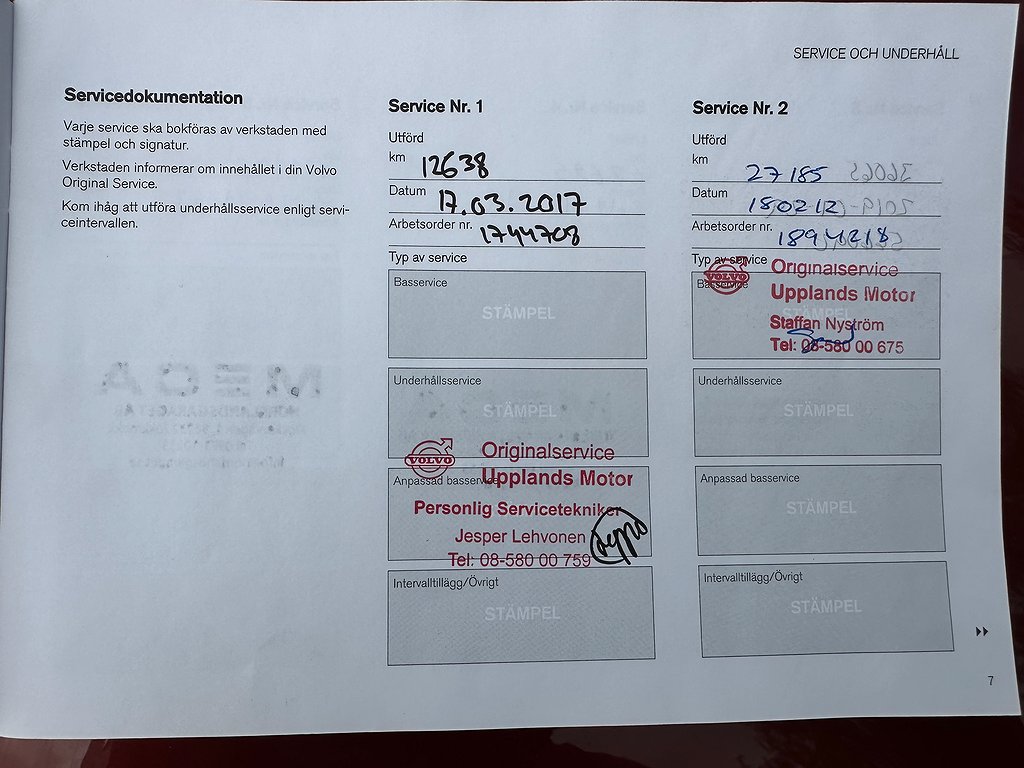 SERVICE OCH UNDERHÅLL
Servicedokumentation
Varje service ska bokföras av verkstaden med
stämpel och signatur.
Verkstaden informerar om innehållet i din Volvo
Original Service.
Kom ihåg att utföra underhållsservice enligt servi-
ceintervallen.
Service Nr. 1
Utförd
km 12638
Datum 17.03.2017
Arbetsorder nr. 1744708
Typ av service
Basservice
STÄMPEL
Underhållsservice
STÄMPEL
VOLVO
Originalservice
Upplands Motor
Anpassad basservice
Personlig Servicetekniker
Jesper Lehvonen
Tel: 08-580 00 759
Intervalltillägg/Övrigt
STÄMPEL
Service Nr. 2
Utförd
km 27185
Datum 180212
Arbetsorder nr. 1894218
Typ av service
Basservice
VOLVO
Originalservice
Upplands Motor
STÄMPEL
Staffan Nyström
Tel: 08-580 00 675
Underhållsservice
STÄMPEL
Anpassad basservice
STÄMPEL
Intervalltillägg/Övrigt
STÄMPEL
7